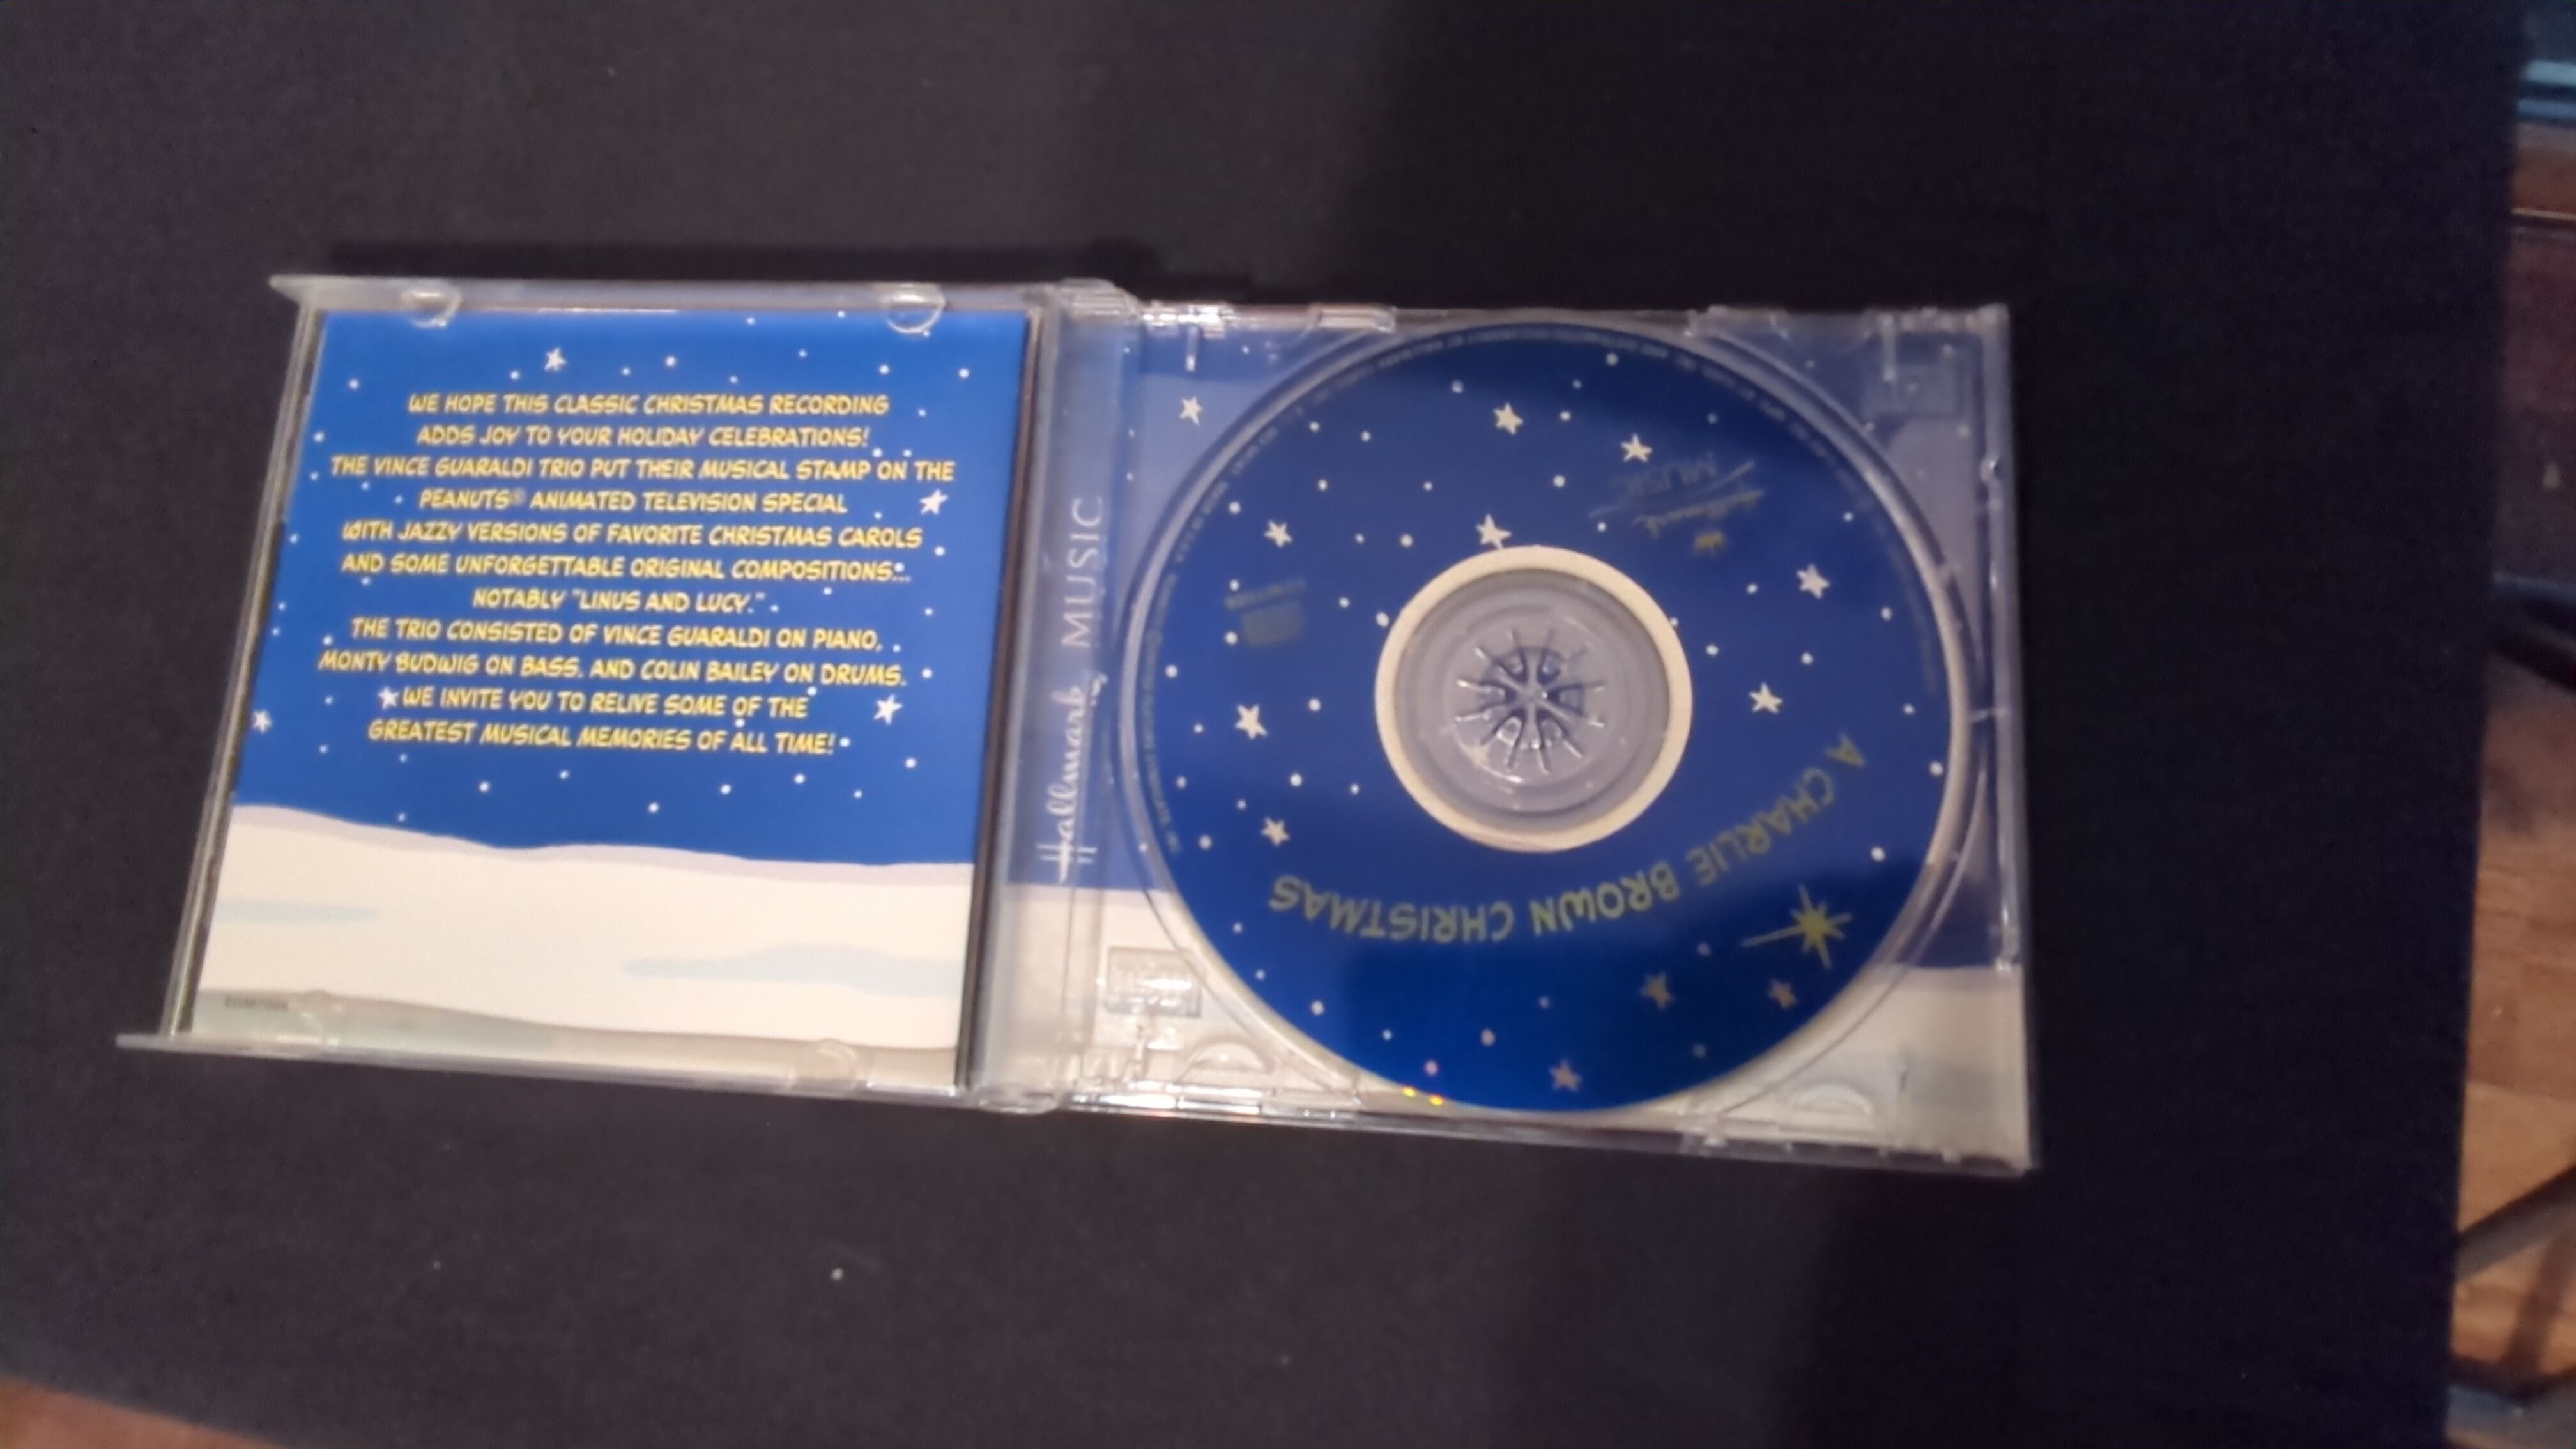 WE HOPE THIS CLASSIC CHRISTMAS RECORDING
ADDS JOY TO YOUR HOLIDAY CELEBRATIONS!
THE VINCE GUARALDI TRIO PUT THEIR MUSICAL STAMP ON THE
PEANUTS® ANIMATED TELEVISION SPECIAL
WITH JAZZY VERSIONS OF FAVORITE CHRISTMAS CAROLS
AND SOME UNFORGETTABLE ORIGINAL COMPOSITIONS...
NOTABLY "LINUS AND LUCY."
THE TRIO CONSISTED OF VINCE GUARALDI ON PIANO,
MONTY BUDWIG ON BASS, AND COLIN BAILEY ON DRUMS.
WE INVITE YOU TO RELIVE SOME OF THE
GREATEST MUSICAL MEMORIES OF ALL TIME!
Hallmark MUSIC
Hallmark
MUSIC
A CHARLIE BROWN CHRISTMAS